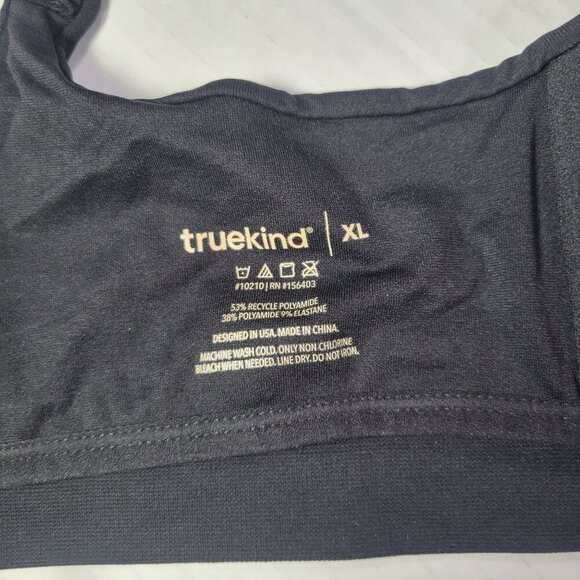 truekind® | XL
#10210 | RN #156403
53% RECYCLE POLYAMIDE
38% POLYAMIDE 9% ELASTANE
DESIGNED IN USA. MADE IN CHINA.
MACHINE WASH COLD. ONLY NON CHLORINE
BLEACH WHEN NEEDED. LINE DRY. DO NOT IRON.